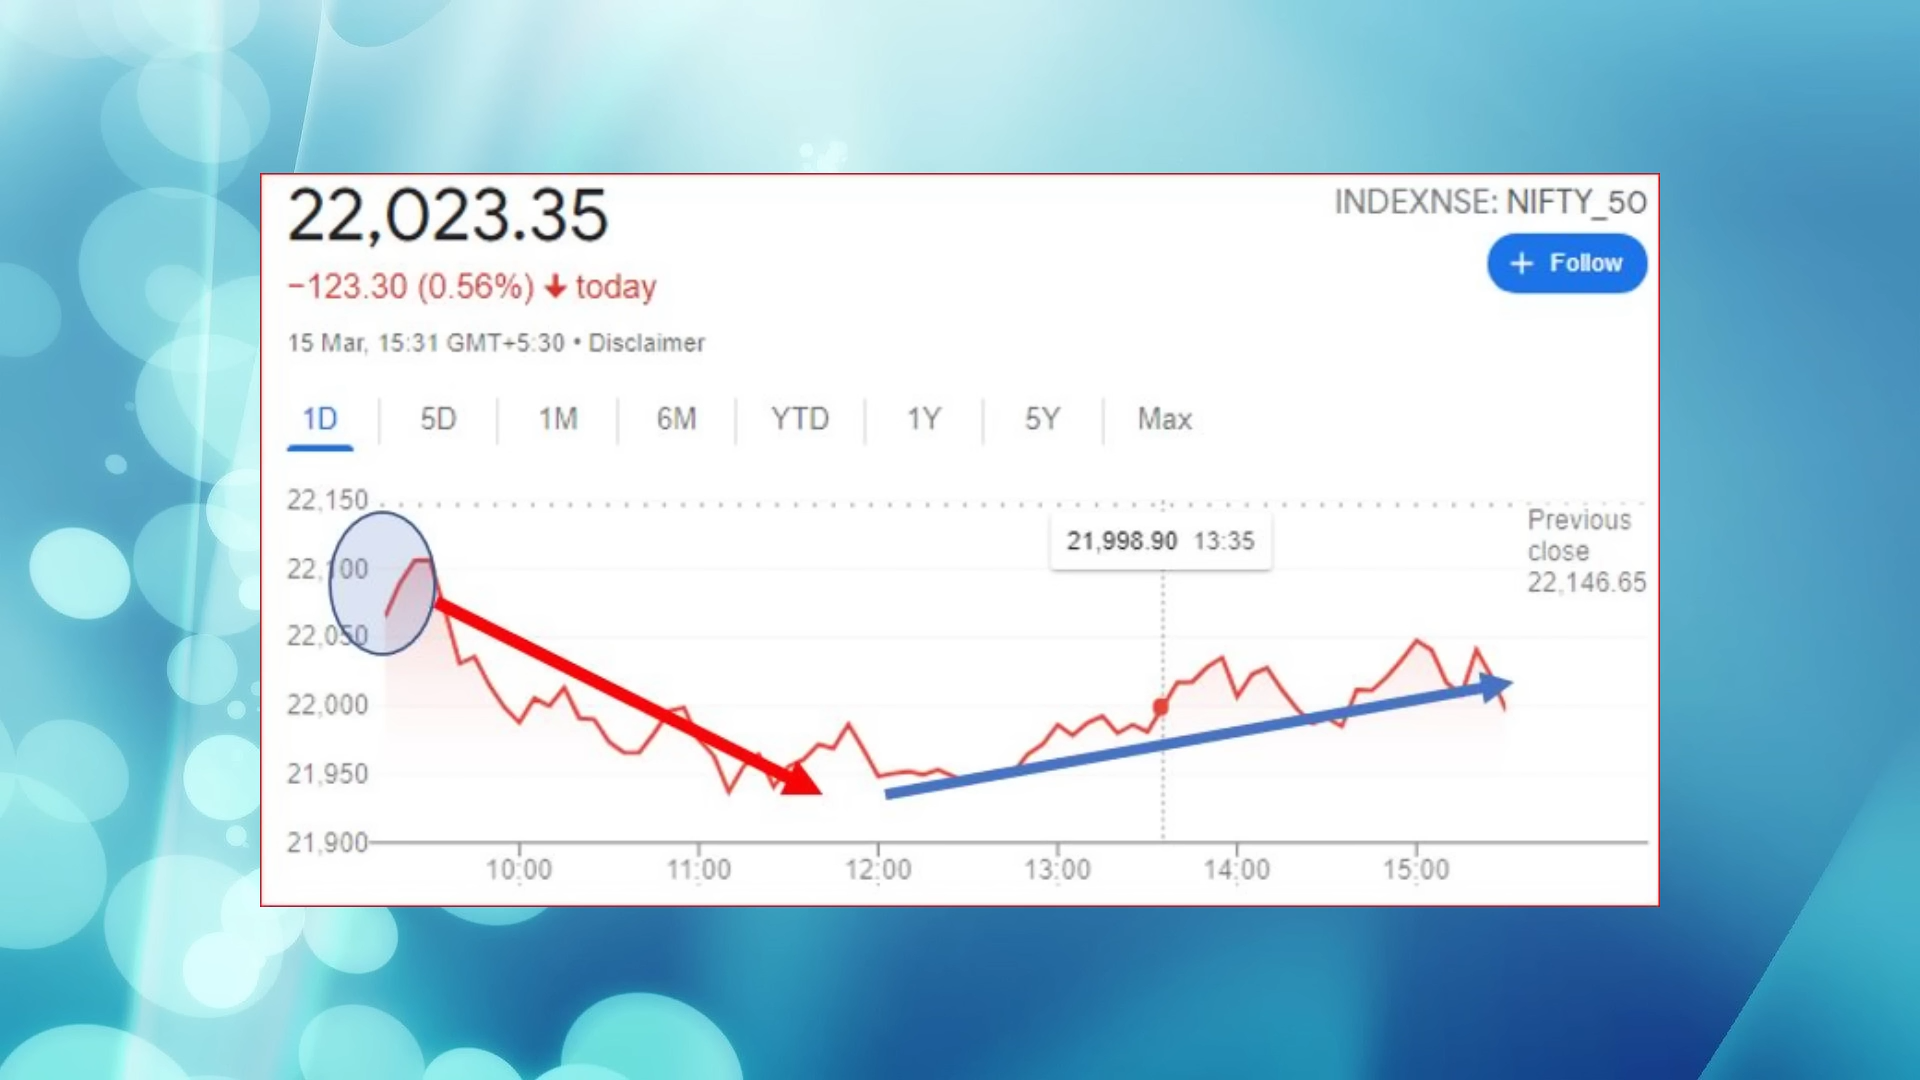 22,023.35
INDEXNSE: NIFTY_50
+ Follow
−123.30 (0.56%) ↓ today
15 Mar, 15:31 GMT+5:30 • Disclaimer
1D 5D 1M 6M YTD 1Y 5Y Max
22,150
22,100
22,050
22,000
21,950
21,900
21,998.90 13:35
Previous
close
22,146.65
10:00 11:00 12:00 13:00 14:00 15:00